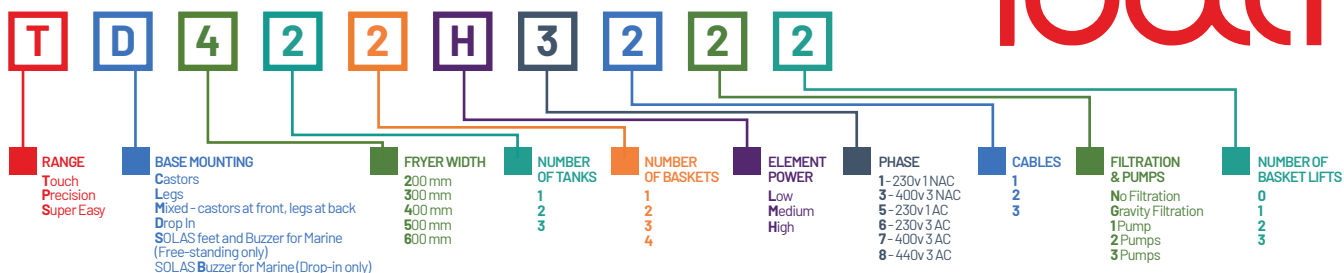 T D 4 2 2 H 3 2 2 2
RANGE
Touch
Precision
Super Easy
BASE MOUNTING
Castors
Legs
Mixed - castors at front, legs at back
Drop In
SOLAS feet and Buzzer for Marine
(Free-standing only)
SOLAS Buzzer for Marine (Drop-in only)
FRYER WIDTH
200 mm
300 mm
400 mm
500 mm
600 mm
NUMBER
OF TANKS
1
2
3
NUMBER
OF BASKETS
1
2
3
4
ELEMENT
POWER
Low
Medium
High
PHASE
1 - 230v 1 NAC
3 - 400v 3 NAC
5 - 230v 1 AC
6 - 230v 3 AC
7 - 400v 3 AC
8 - 440v 3 AC
CABLES
1
2
3
FILTRATION
& PUMPS
No Filtration
Gravity Filtration
1 Pump
2 Pumps
3 Pumps
NUMBER OF
BASKET LIFTS
0
1
2
3